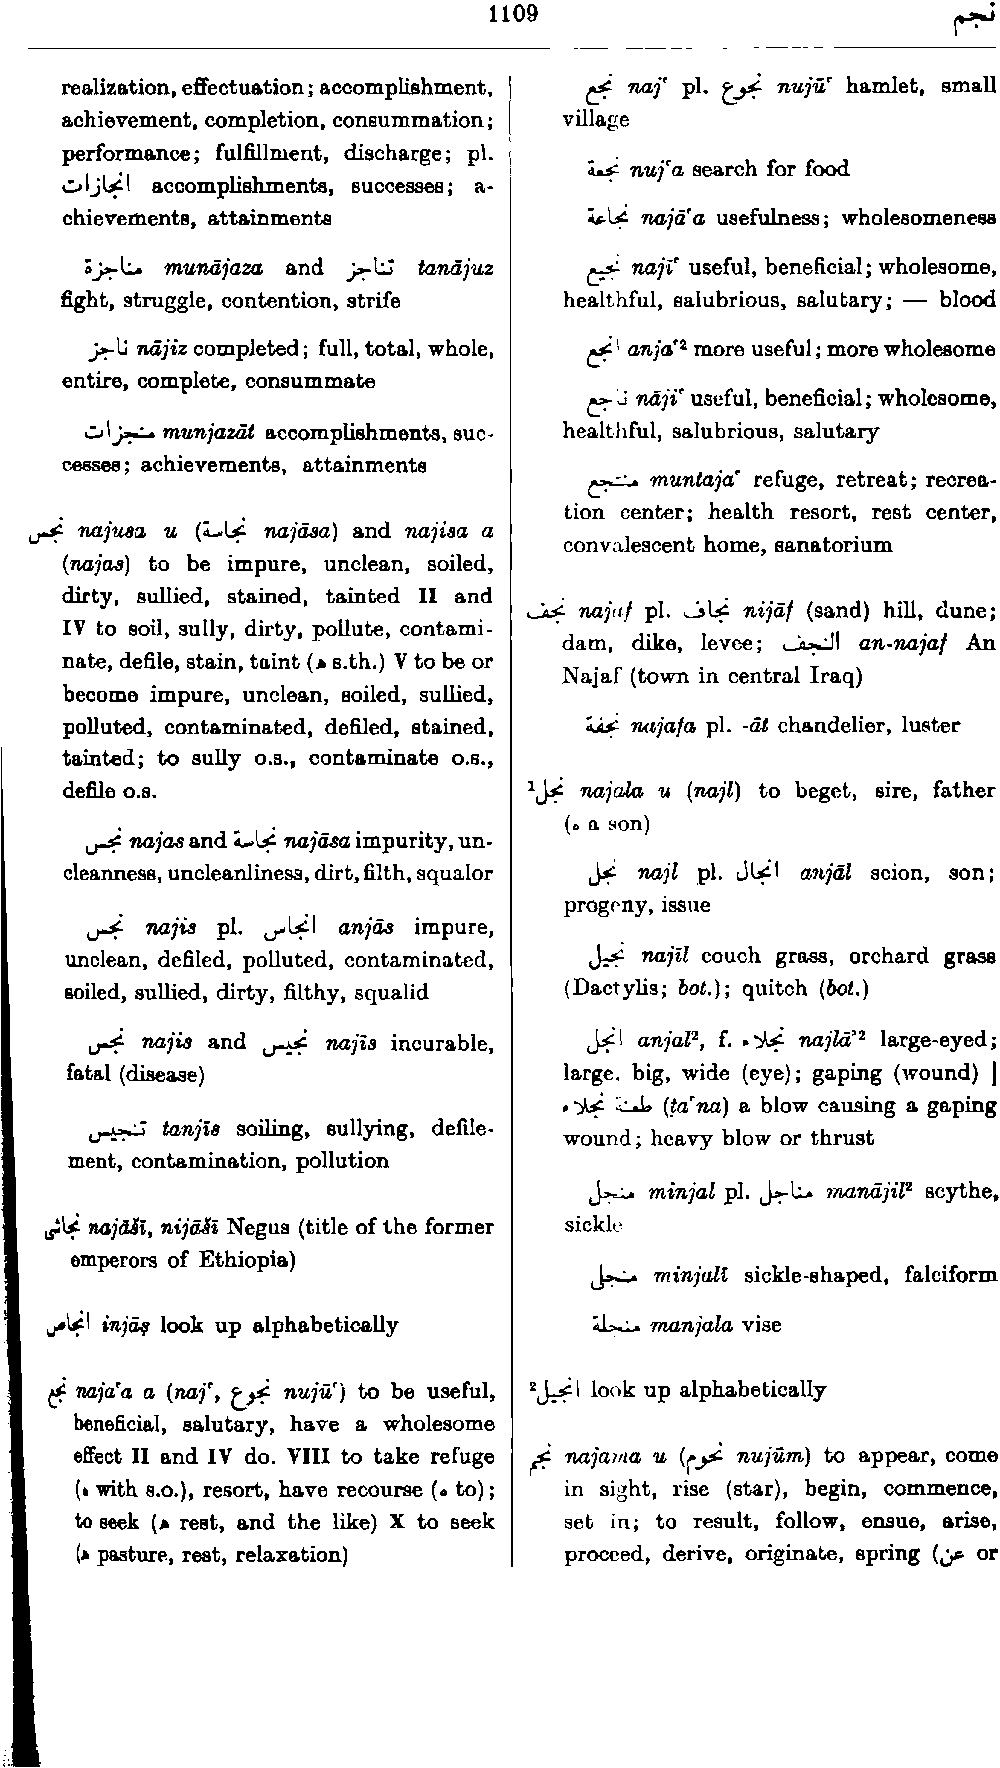 1109
نجم
realization, effectuation; accomplishment,
achievement, completion, consummation;
performance; fulfillment, discharge; pl.
انجازات accomplishments, successes; a-
chievements, attainments
مناجزة munājaza and تناجز tanājuz
fight, struggle, contention, strife
ناجز nājiz completed; full, total, whole,
entire, complete, consummate
منجزات munjazāt accomplishments, suc-
cesses; achievements, attainments
نجس najusa u (نجاسة najāsa) and najisa a
(najas) to be impure, unclean, soiled,
dirty, sullied, stained, tainted II and
IV to soil, sully, dirty, pollute, contami-
nate, defile, stain, taint (ه s.th.) V to be or
become impure, unclean, soiled, sullied,
polluted, contaminated, defiled, stained,
tainted; to sully o.s., contaminate o.s.,
defile o.s.
نجس najas and نجاسة najāsa impurity, un-
cleanness, uncleanliness, dirt, filth, squalor
نجس najis pl. انجاس anjās impure,
unclean, defiled, polluted, contaminated,
soiled, sullied, dirty, filthy, squalid
نجس najis and نجيس najīs incurable,
fatal (disease)
تنجيس tanjīs soiling, sullying, defile-
ment, contamination, pollution
نجاشى najāšī, nijāšī Negus (title of the former
emperors of Ethiopia)
انجاص injāṣ look up alphabetically
نجع najaʿa a (najʿ, نجوع nujūʿ) to be useful,
beneficial, salutary, have a wholesome
effect II and IV do. VIII to take refuge
(ه with s.o.), resort, have recourse (ه to);
to seek (ه rest, and the like) X to seek
(ه pasture, rest, relaxation)
نجع najʿ pl. نجوع nujūʿ hamlet, small
village
نجعة nujʿa search for food
نجاعة najāʿa usefulness; wholesomeness
نجيع najīʿ useful, beneficial; wholesome,
healthful, salubrious, salutary; — blood
انجع anjaʿ² more useful; more wholesome
ناجع nājiʿ useful, beneficial; wholesome,
healthful, salubrious, salutary
منتجع muntajaʿ refuge, retreat; recrea-
tion center; health resort, rest center,
convalescent home, sanatorium
نجف najaf pl. نجاف nijāf (sand) hill, dune;
dam, dike, levee; النجف an-najaf An
Najaf (town in central Iraq)
نجفة najafa pl. -āt chandelier, luster
¹نجل najala u (najl) to beget, sire, father
(ه a son)
نجل najl pl. انجال anjāl scion, son;
progeny, issue
نجيل najīl couch grass, orchard grass
(Dactylis; bot.); quitch (bot.)
انجل anjal², f. نجلاء najlāʾ² large-eyed;
large, big, wide (eye); gaping (wound) |
طعنة نجلاء (ṭaʿna) a blow causing a gaping
wound; heavy blow or thrust
منجل minjal pl. مناجل manājil² scythe,
sickle
منجلى minjalī sickle-shaped, falciform
منجلة manjala vise
²انجيل look up alphabetically
نجم najama u (نجوم nujūm) to appear, come
in sight, rise (star), begin, commence,
set in; to result, follow, ensue, arise,
proceed, derive, originate, spring (عن or